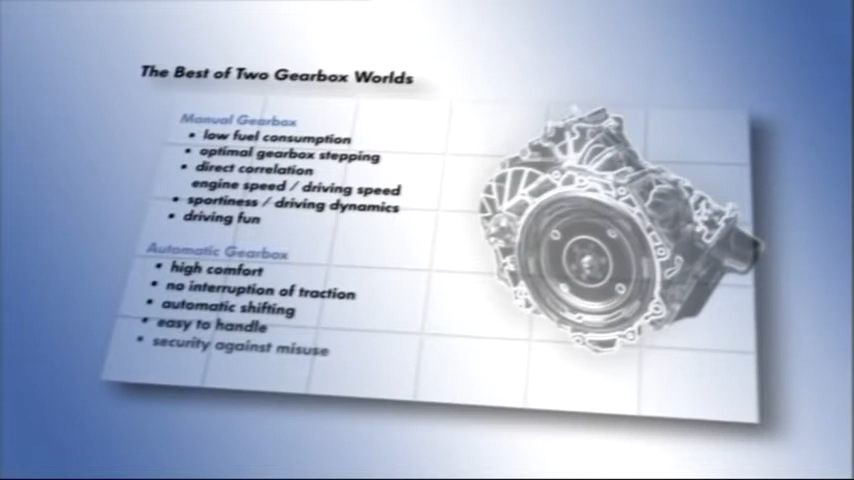 The Best of Two Gearbox Worlds
Manual Gearbox
• low fuel consumption
• optimal gearbox stepping
• direct correlation
engine speed / driving speed
• sportiness / driving dynamics
• driving fun
Automatic Gearbox
• high comfort
• no interruption of traction
• automatic shifting
• easy to handle
• security against misuse